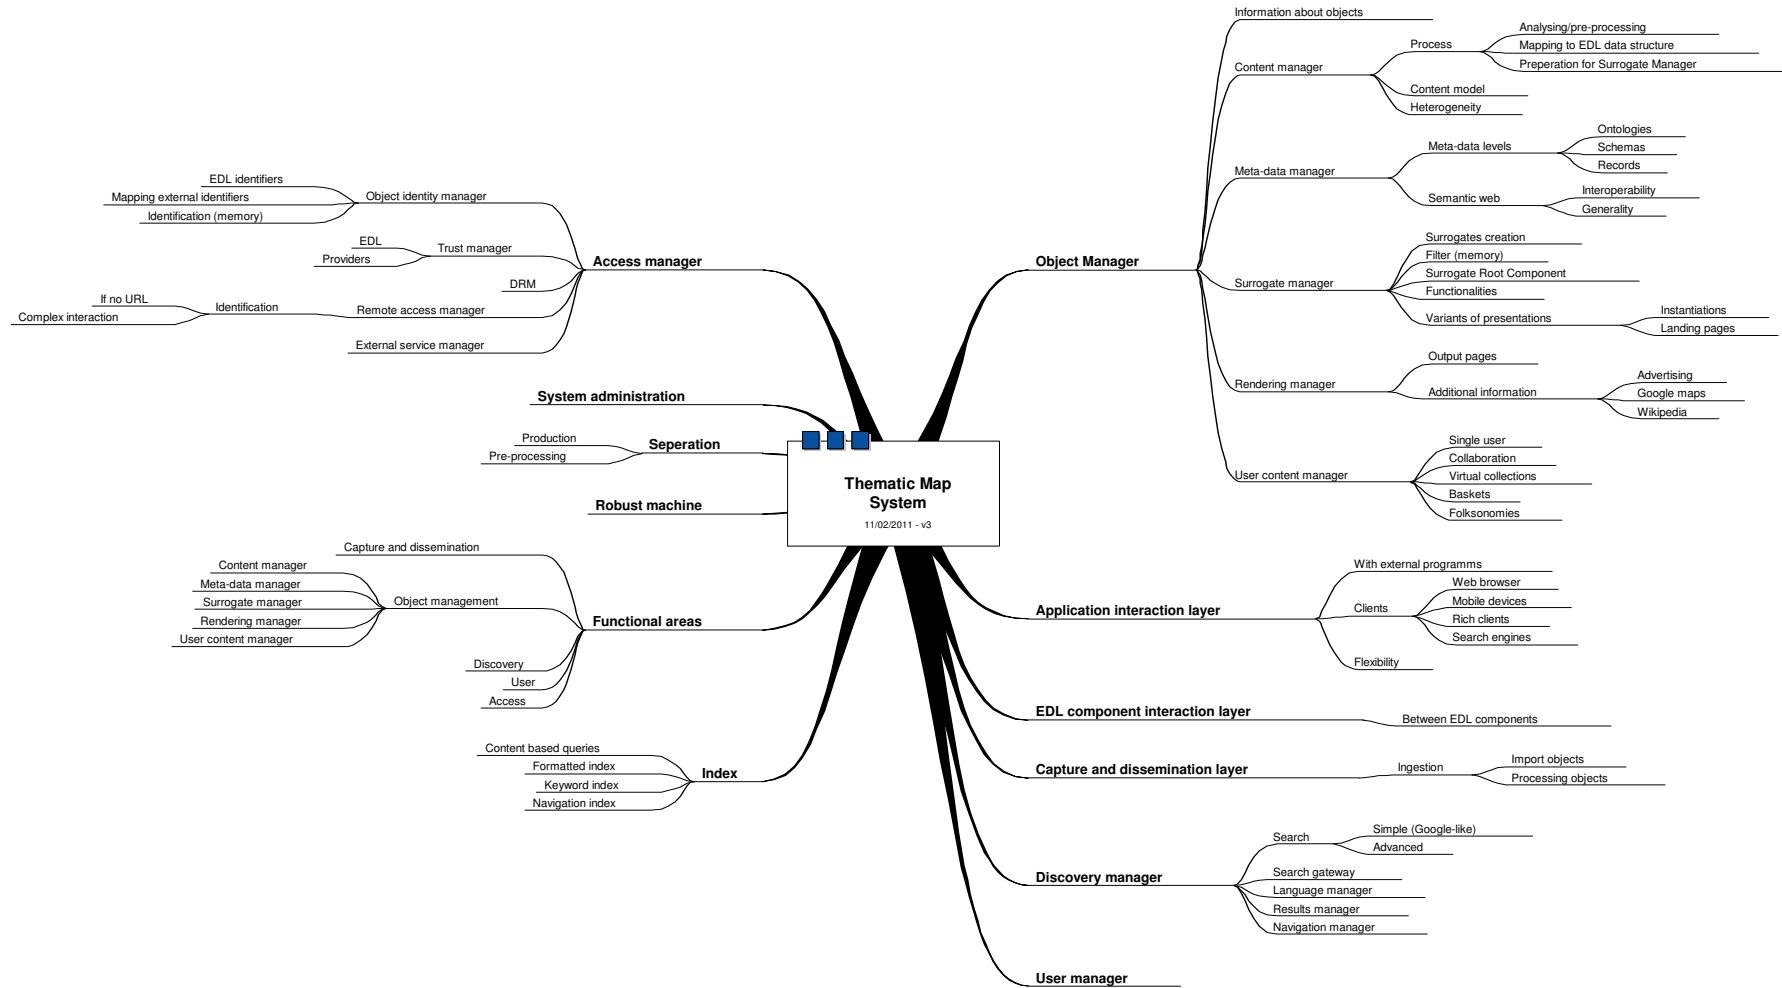 Thematic Map
System
11/02/2011 - v3
Object Manager
Information about objects
Content manager
Process
Analysing/pre-processing
Mapping to EDL data structure
Preperation for Surrogate Manager
Content model
Heterogeneity
Meta-data manager
Meta-data levels
Ontologies
Schemas
Records
Semantic web
Interoperability
Generality
Surrogate manager
Surrogates creation
Filter (memory)
Surrogate Root Component
Functionalities
Variants of presentations
Instantiations
Landing pages
Rendering manager
Output pages
Additional information
Advertising
Google maps
Wikipedia
User content manager
Single user
Collaboration
Virtual collections
Baskets
Folksonomies
Application interaction layer
With external programms
Clients
Web browser
Mobile devices
Rich clients
Search engines
Flexibility
EDL component interaction layer
Between EDL components
Capture and dissemination layer
Ingestion
Import objects
Processing objects
Discovery manager
Search
Simple (Google-like)
Advanced
Search gateway
Language manager
Results manager
Navigation manager
User manager
Access manager
Object identity manager
EDL identifiers
Mapping external identifiers
Identification (memory)
Trust manager
EDL
Providers
DRM
Remote access manager
Identification
If no URL
Complex interaction
External service manager
System administration
Seperation
Production
Pre-processing
Robust machine
Functional areas
Capture and dissemination
Object management
Content manager
Meta-data manager
Surrogate manager
Rendering manager
User content manager
Discovery
User
Access
Index
Content based queries
Formatted index
Keyword index
Navigation index